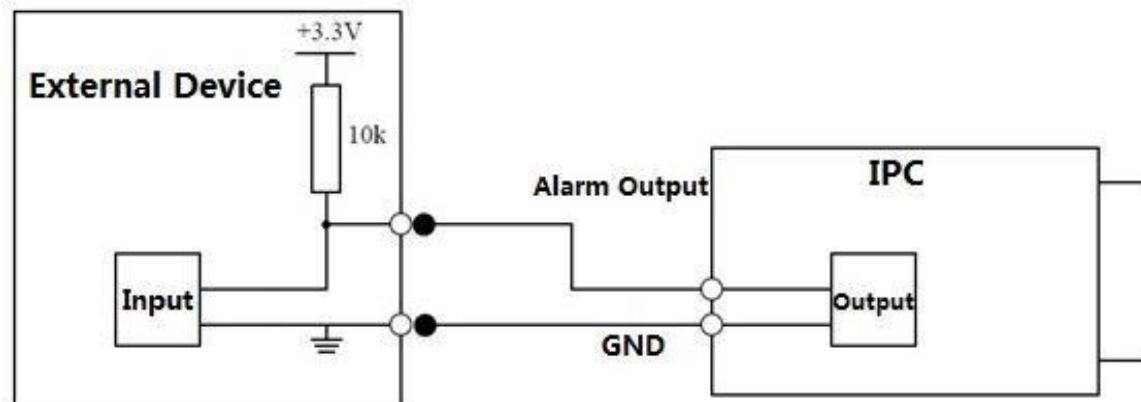 +3.3V
External Device
10k
Alarm Output
IPC
Input
Output
GND